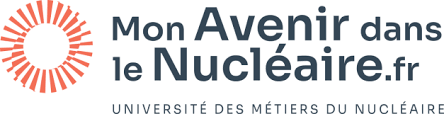 Mon Avenir dans
le Nucléaire.fr
UNIVERSITÉ DES MÉTIERS DU NUCLÉAIRE